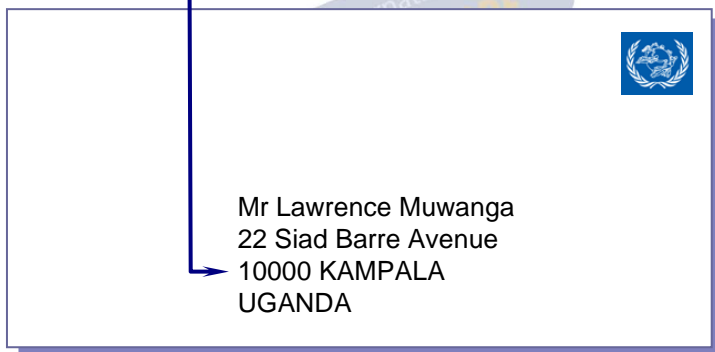 Mr Lawrence Muwanga
22 Siad Barre Avenue
10000 KAMPALA
UGANDA